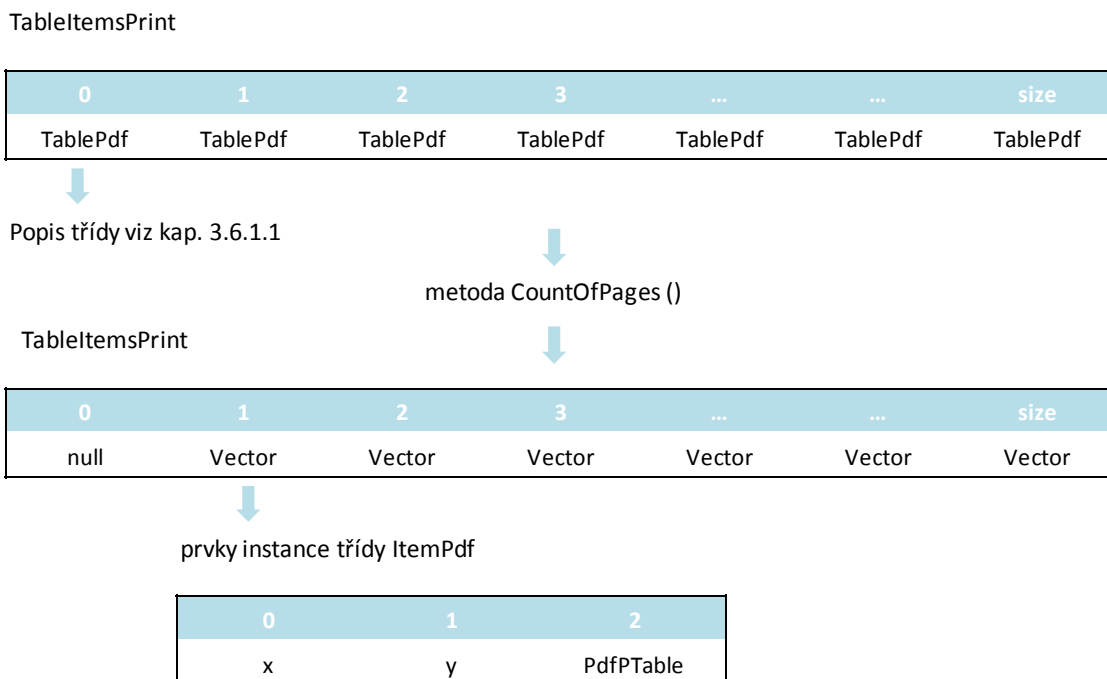 TableItemsPrint
0 1 2 3 ... ... size
TablePdf TablePdf TablePdf TablePdf TablePdf TablePdf TablePdf
Popis třídy viz kap. 3.6.1.1
metoda CountOfPages ()
TableItemsPrint
0 1 2 3 ... ... size
null Vector Vector Vector Vector Vector Vector
prvky instance třídy ItemPdf
0 1 2
x y PdfPTable